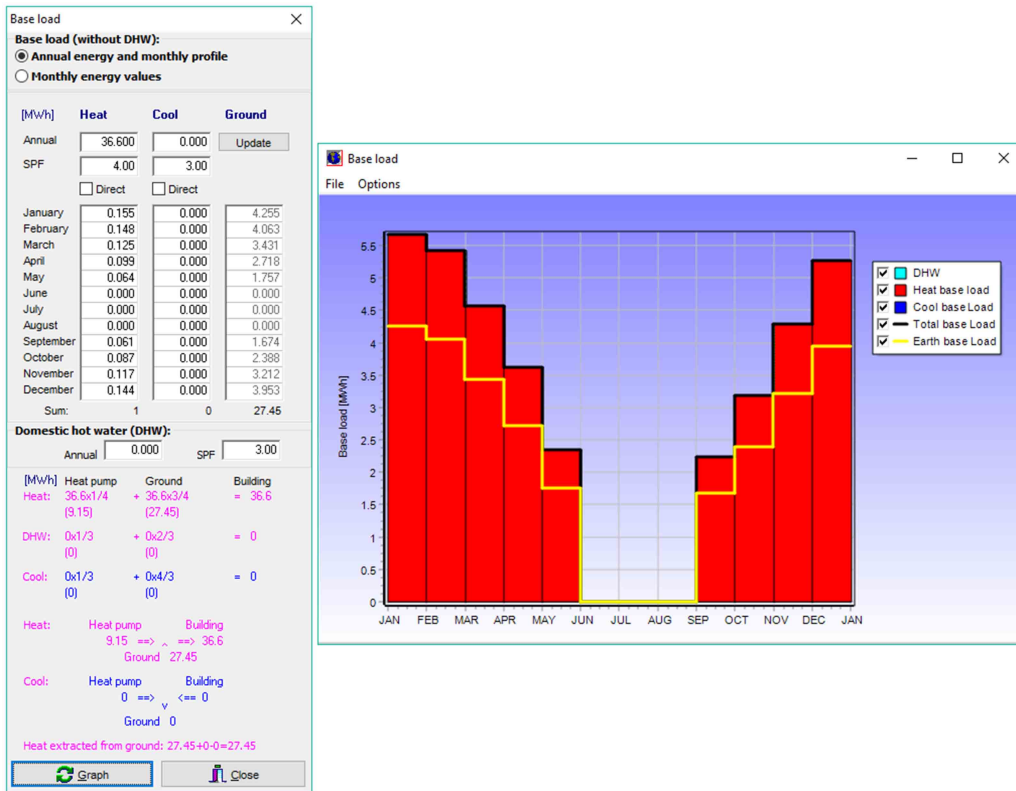 Base load
Base load (without DHW):
Annual energy and monthly profile
Monthly energy values
[MWh] Heat Cool Ground
Annual 36.600 0.000 Update
SPF 4.00 3.00
Direct Direct
January 0.155 0.000 4.255
February 0.148 0.000 4.063
March 0.125 0.000 3.431
April 0.099 0.000 2.718
May 0.064 0.000 1.757
June 0.000 0.000 0.000
July 0.000 0.000 0.000
August 0.000 0.000 0.000
September 0.061 0.000 1.674
October 0.087 0.000 2.388
November 0.117 0.000 3.212
December 0.144 0.000 3.953
Sum: 1 0 27.45
Domestic hot water (DHW):
Annual 0.000 SPF 3.00
[MWh] Heat pump Ground Building
Heat: 36.6x1/4 + 36.6x3/4 = 36.6
(9.15) (27.45)
DHW: 0x1/3 + 0x2/3 = 0
(0) (0)
Cool: 0x1/3 + 0x4/3 = 0
(0) (0)
Heat: Heat pump Building
9.15 ==> ^ ==> 36.6
Ground 27.45
Cool: Heat pump Building
0 ==> v <== 0
Ground 0
Heat extracted from ground: 27.45+0-0=27.45
Graph Close
Base load
File Options
Base load [MWh]
5.5
5
4.5
4
3.5
3
2.5
2
1.5
1
0.5
0
JAN FEB MAR APR MAY JUN JUL AUG SEP OCT NOV DEC JAN
DHW
Heat base load
Cool base Load
Total base Load
Earth base Load